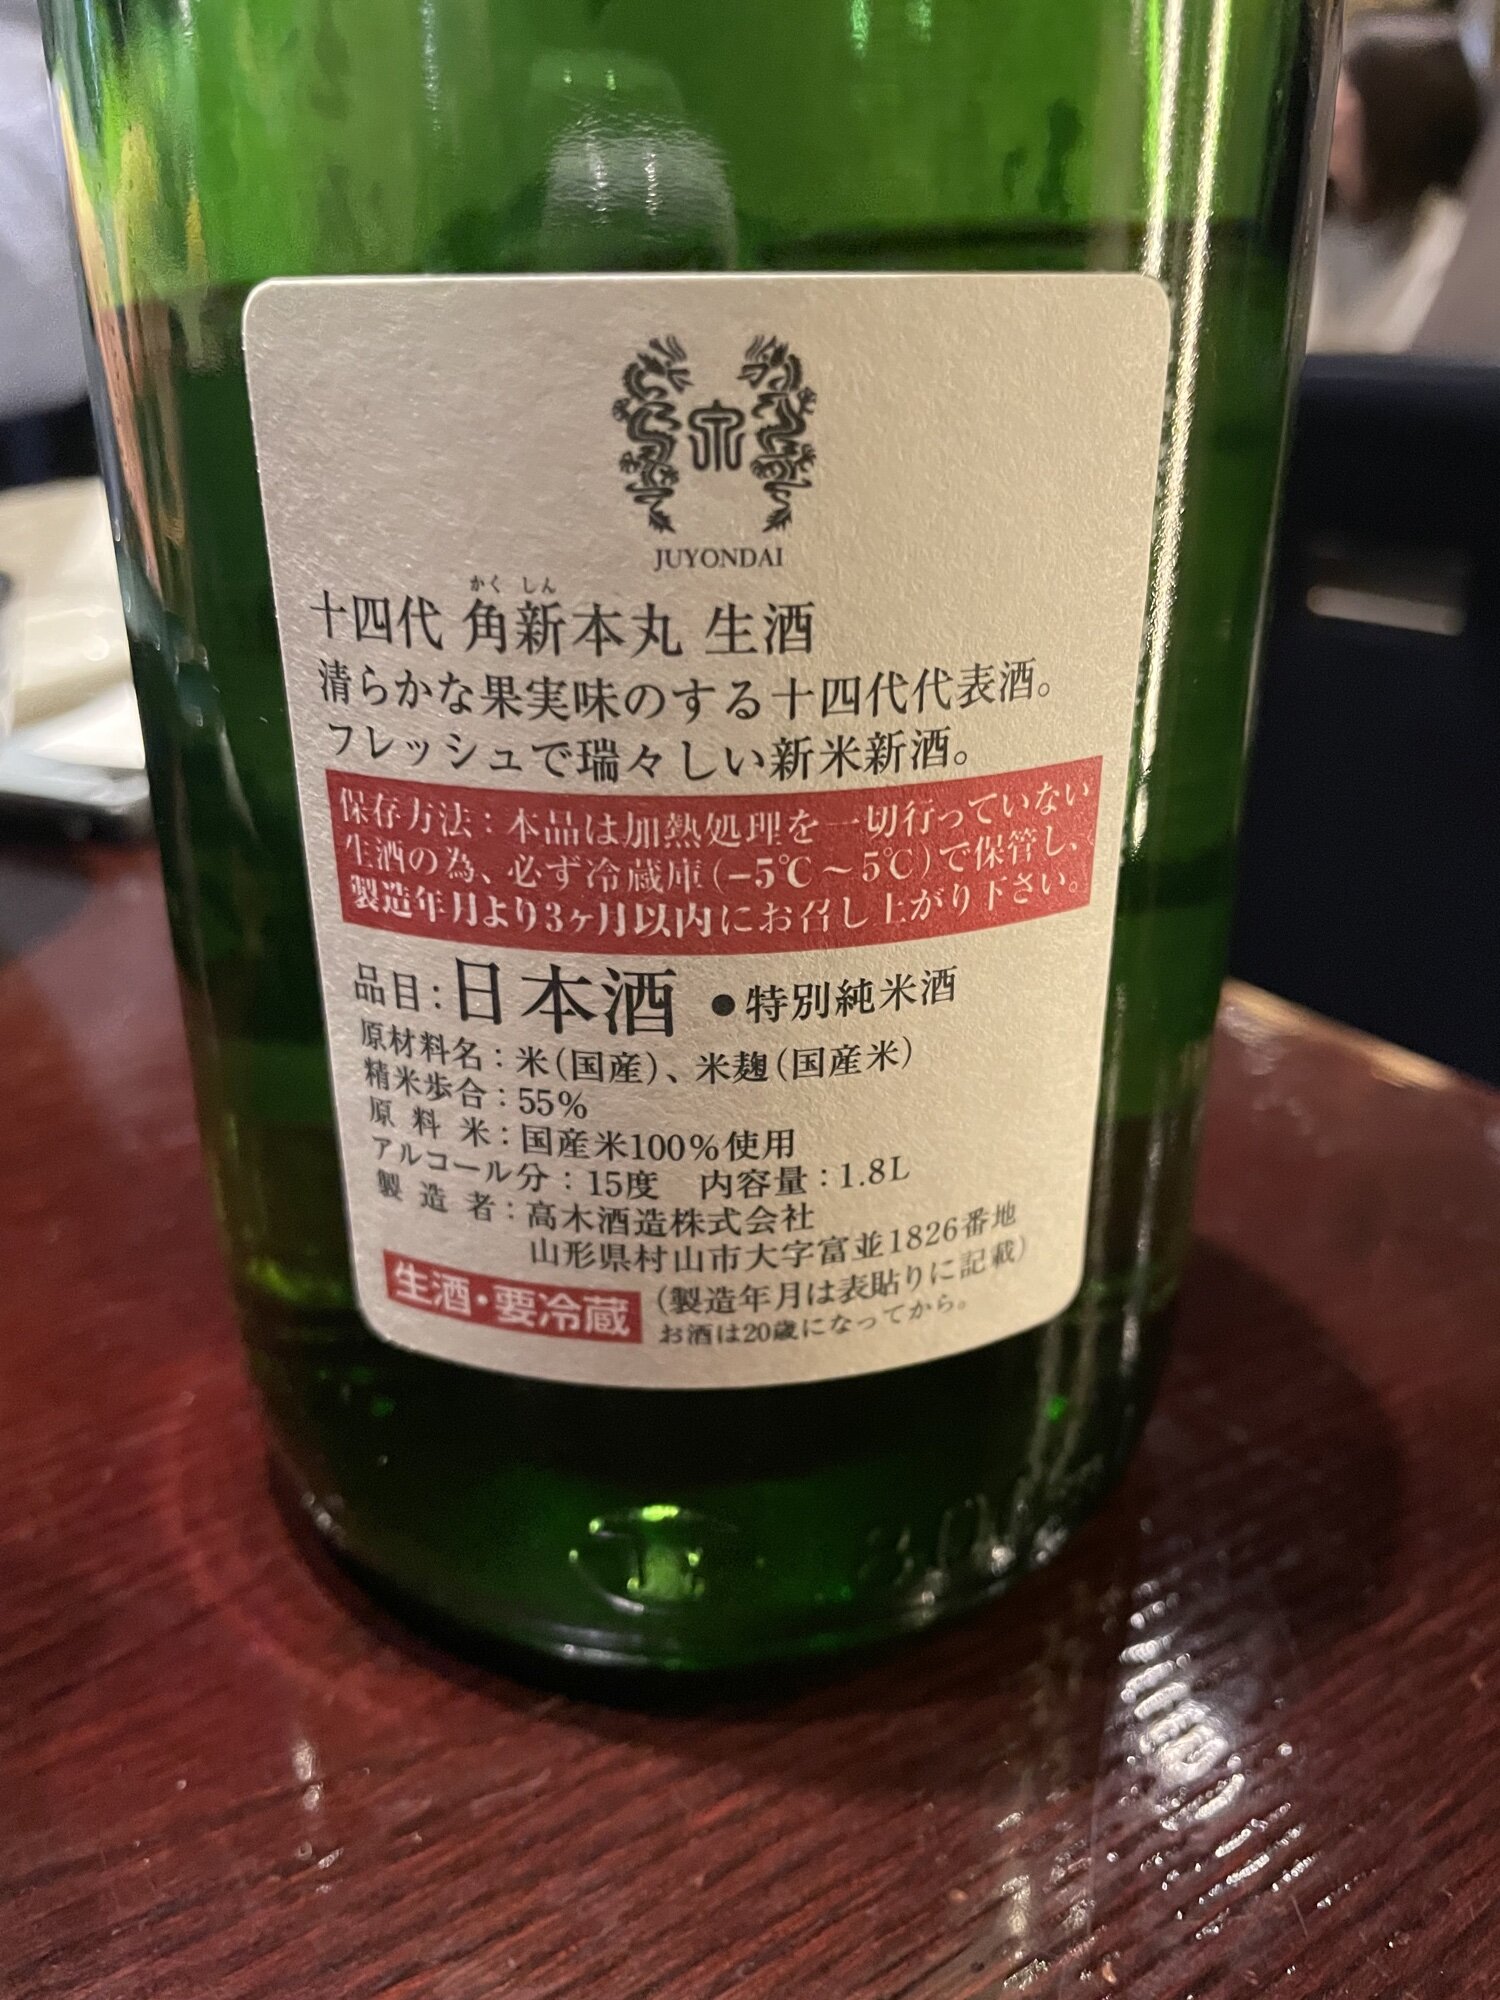 JUYONDAI
かく しん
十四代 角新本丸 生酒
清らかな果実味のする十四代代表酒。
フレッシュで瑞々しい新米新酒。
保存方法：本品は加熱処理を一切行っていない
生酒の為、必ず冷蔵庫(−5℃～5℃)で保管し、
製造年月より3ヶ月以内にお召し上がり下さい。
品目：日本酒 ●特別純米酒
原材料名：米(国産)、米麹(国産米)
精米歩合：55%
原料米：国産米100%使用
アルコール分：15度 内容量：1.8L
製造者：高木酒造株式会社
山形県村山市大字富並1826番地
生酒・要冷蔵 (製造年月は表貼りに記載)
お酒は20歳になってから。